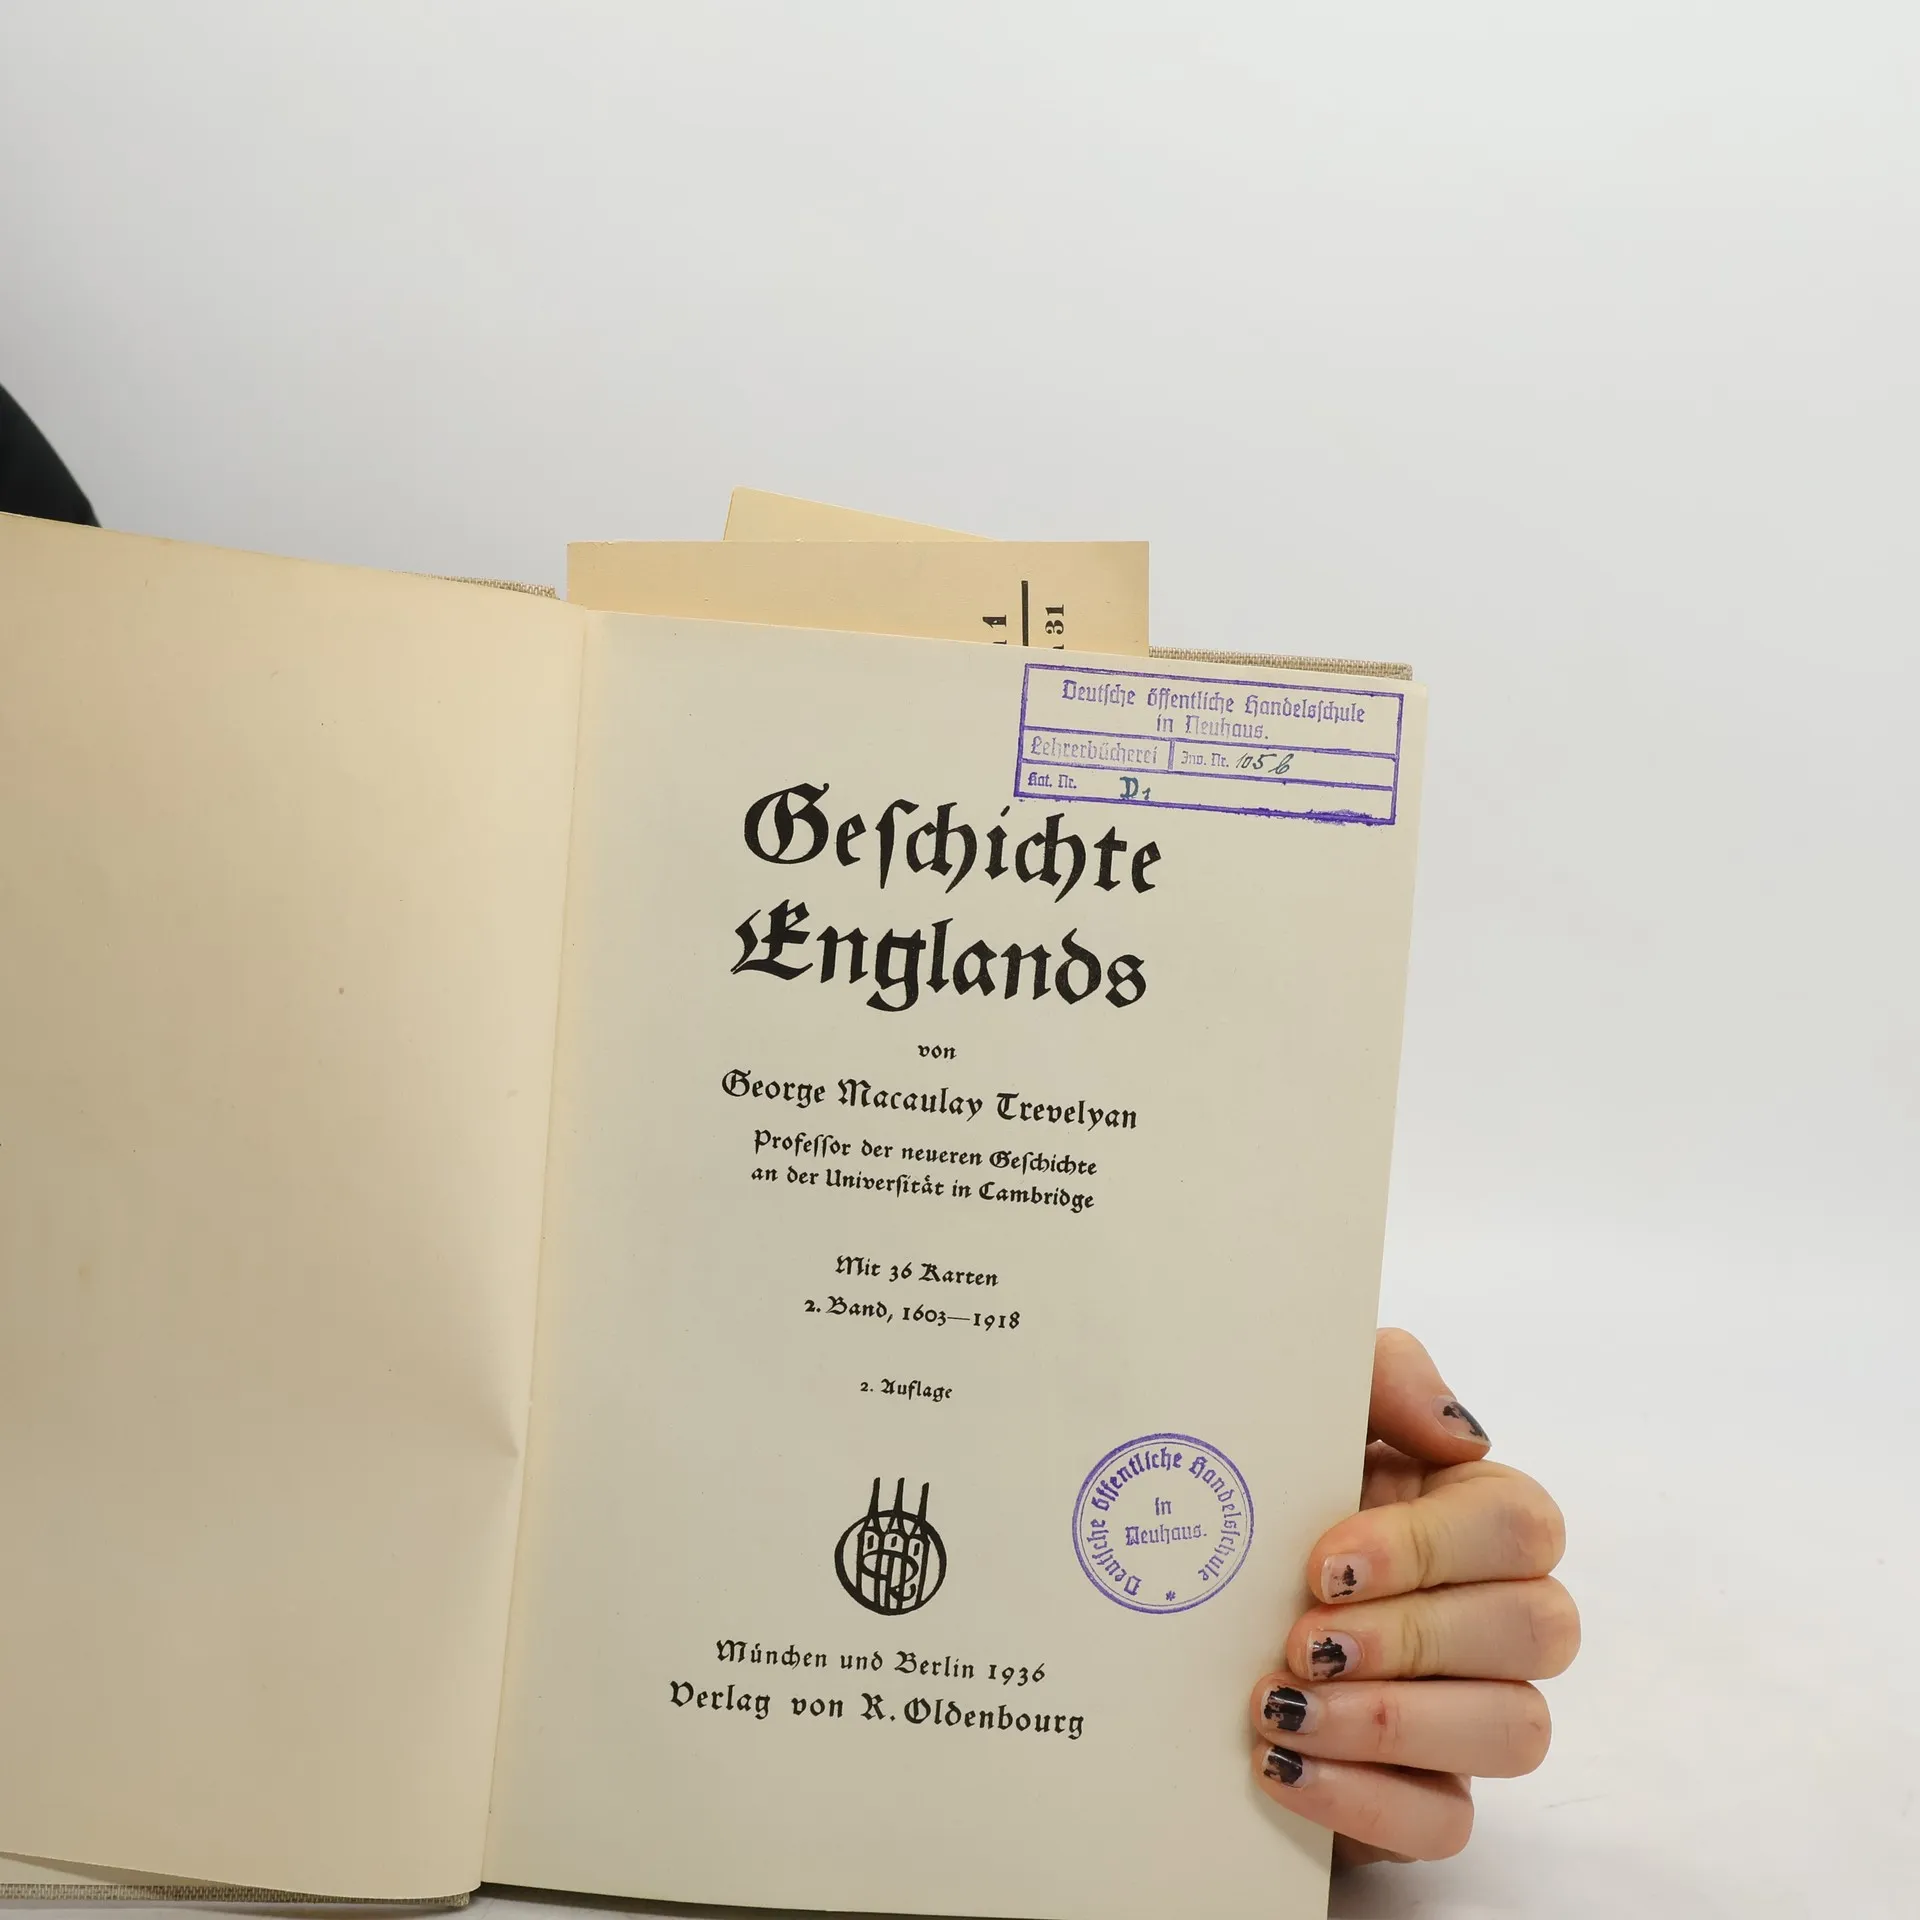 1
31
Deutsche öffentliche Handelsschule
in Neuhaus.
Lehrerbücherei Inv. Nr. 105 b
Kat. Nr. D1
Geschichte
Englands
von
George Macaulay Trevelyan
Professor der neueren Geschichte
an der Universität in Cambridge
Mit 36 Karten
2. Band, 1603—1918
2. Auflage
Deutsche öffentliche Handelsschule *
in
Neuhaus.
München und Berlin 1936
Verlag von R. Oldenbourg